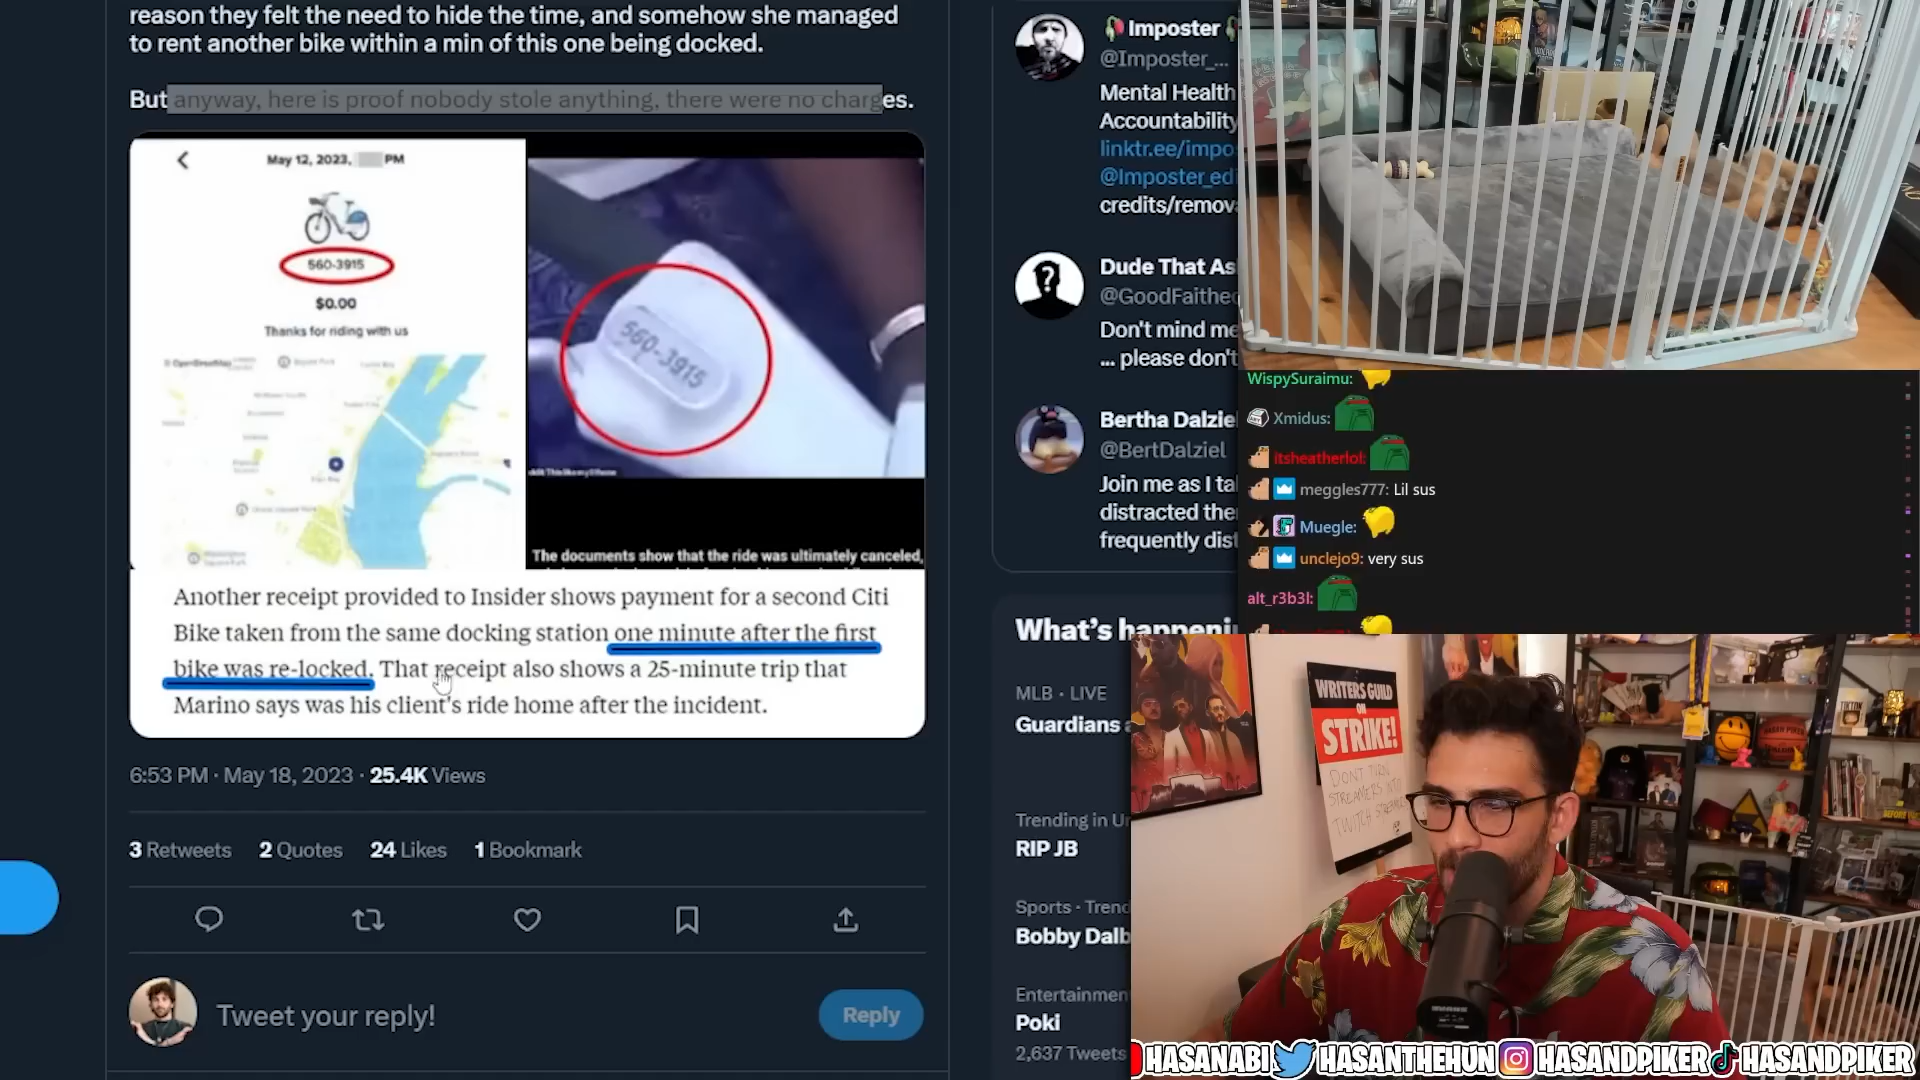 reason they felt the need to hide the time, and somehow she managed
to rent another bike within a min of this one being docked.
But anyway, here is proof nobody stole anything, there were no charges.
May 12, 2023, PM
560-3915
$0.00
Thanks for riding with us
560-3915
The documents show that the ride was ultimately canceled,
Another receipt provided to Insider shows payment for a second Citi
Bike taken from the same docking station one minute after the first
bike was re-locked. That receipt also shows a 25-minute trip that
Marino says was his client's ride home after the incident.
6:53 PM · May 18, 2023 · 25.4K Views
3 Retweets 2 Quotes 24 Likes 1 Bookmark
Tweet your reply!
Reply
Imposter
@Imposter_...
Mental Health
Accountability
linktr.ee/impo
@Imposter_ed
credits/remov
Dude That As
@GoodFaithed
Don't mind me
... please don't
Bertha Dalzie
@BertDalziel
Join me as I ta
distracted the
frequently dist
What's happeni
MLB · LIVE
Guardians a
Trending in Un
RIP JB
Sports · Trend
Bobby Dalb
Entertainmen
Poki
2,637 Tweets
WispySuraimu:
Xmidus:
itsheatherlol:
meggles777: Lil sus
Muegle:
unclejo9: very sus
alt_r3b3l:
WRITERS GUILD
ON
STRIKE!
DONT TURN
STREAMERS INTO
TWITCH STREAMERS
HASANABI HASANTHEHUN HASANDPIKER HASANDPIKER